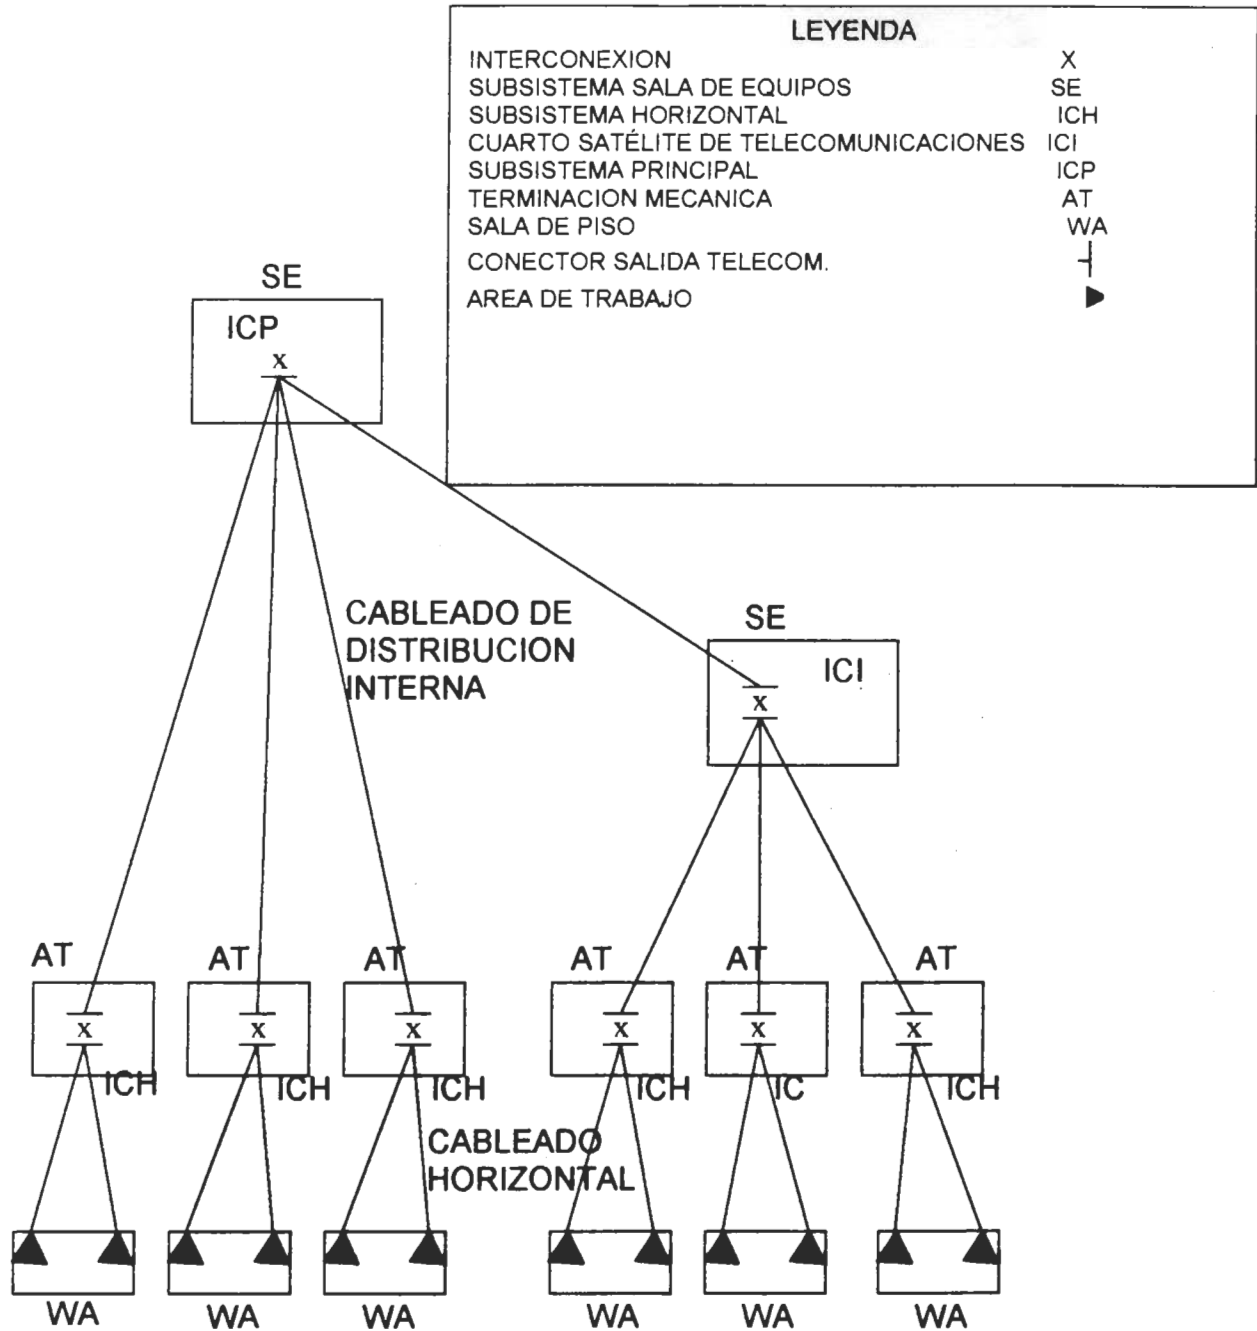 LEYENDA
INTERCONEXION X
SUBSISTEMA SALA DE EQUIPOS SE
SUBSISTEMA HORIZONTAL ICH
CUARTO SATÉLITE DE TELECOMUNICACIONES ICI
SUBSISTEMA PRINCIPAL ICP
TERMINACION MECANICA AT
SALA DE PISO WA
CONECTOR SALIDA TELECOM.
AREA DE TRABAJO
SE
ICP
x
CABLEADO DE
DISTRIBUCION
INTERNA
SE
ICI
x
AT AT AT AT AT AT
x x x x x x
ICH ICH ICH ICH IC ICH
CABLEADO
HORIZONTAL
WA WA WA WA WA WA